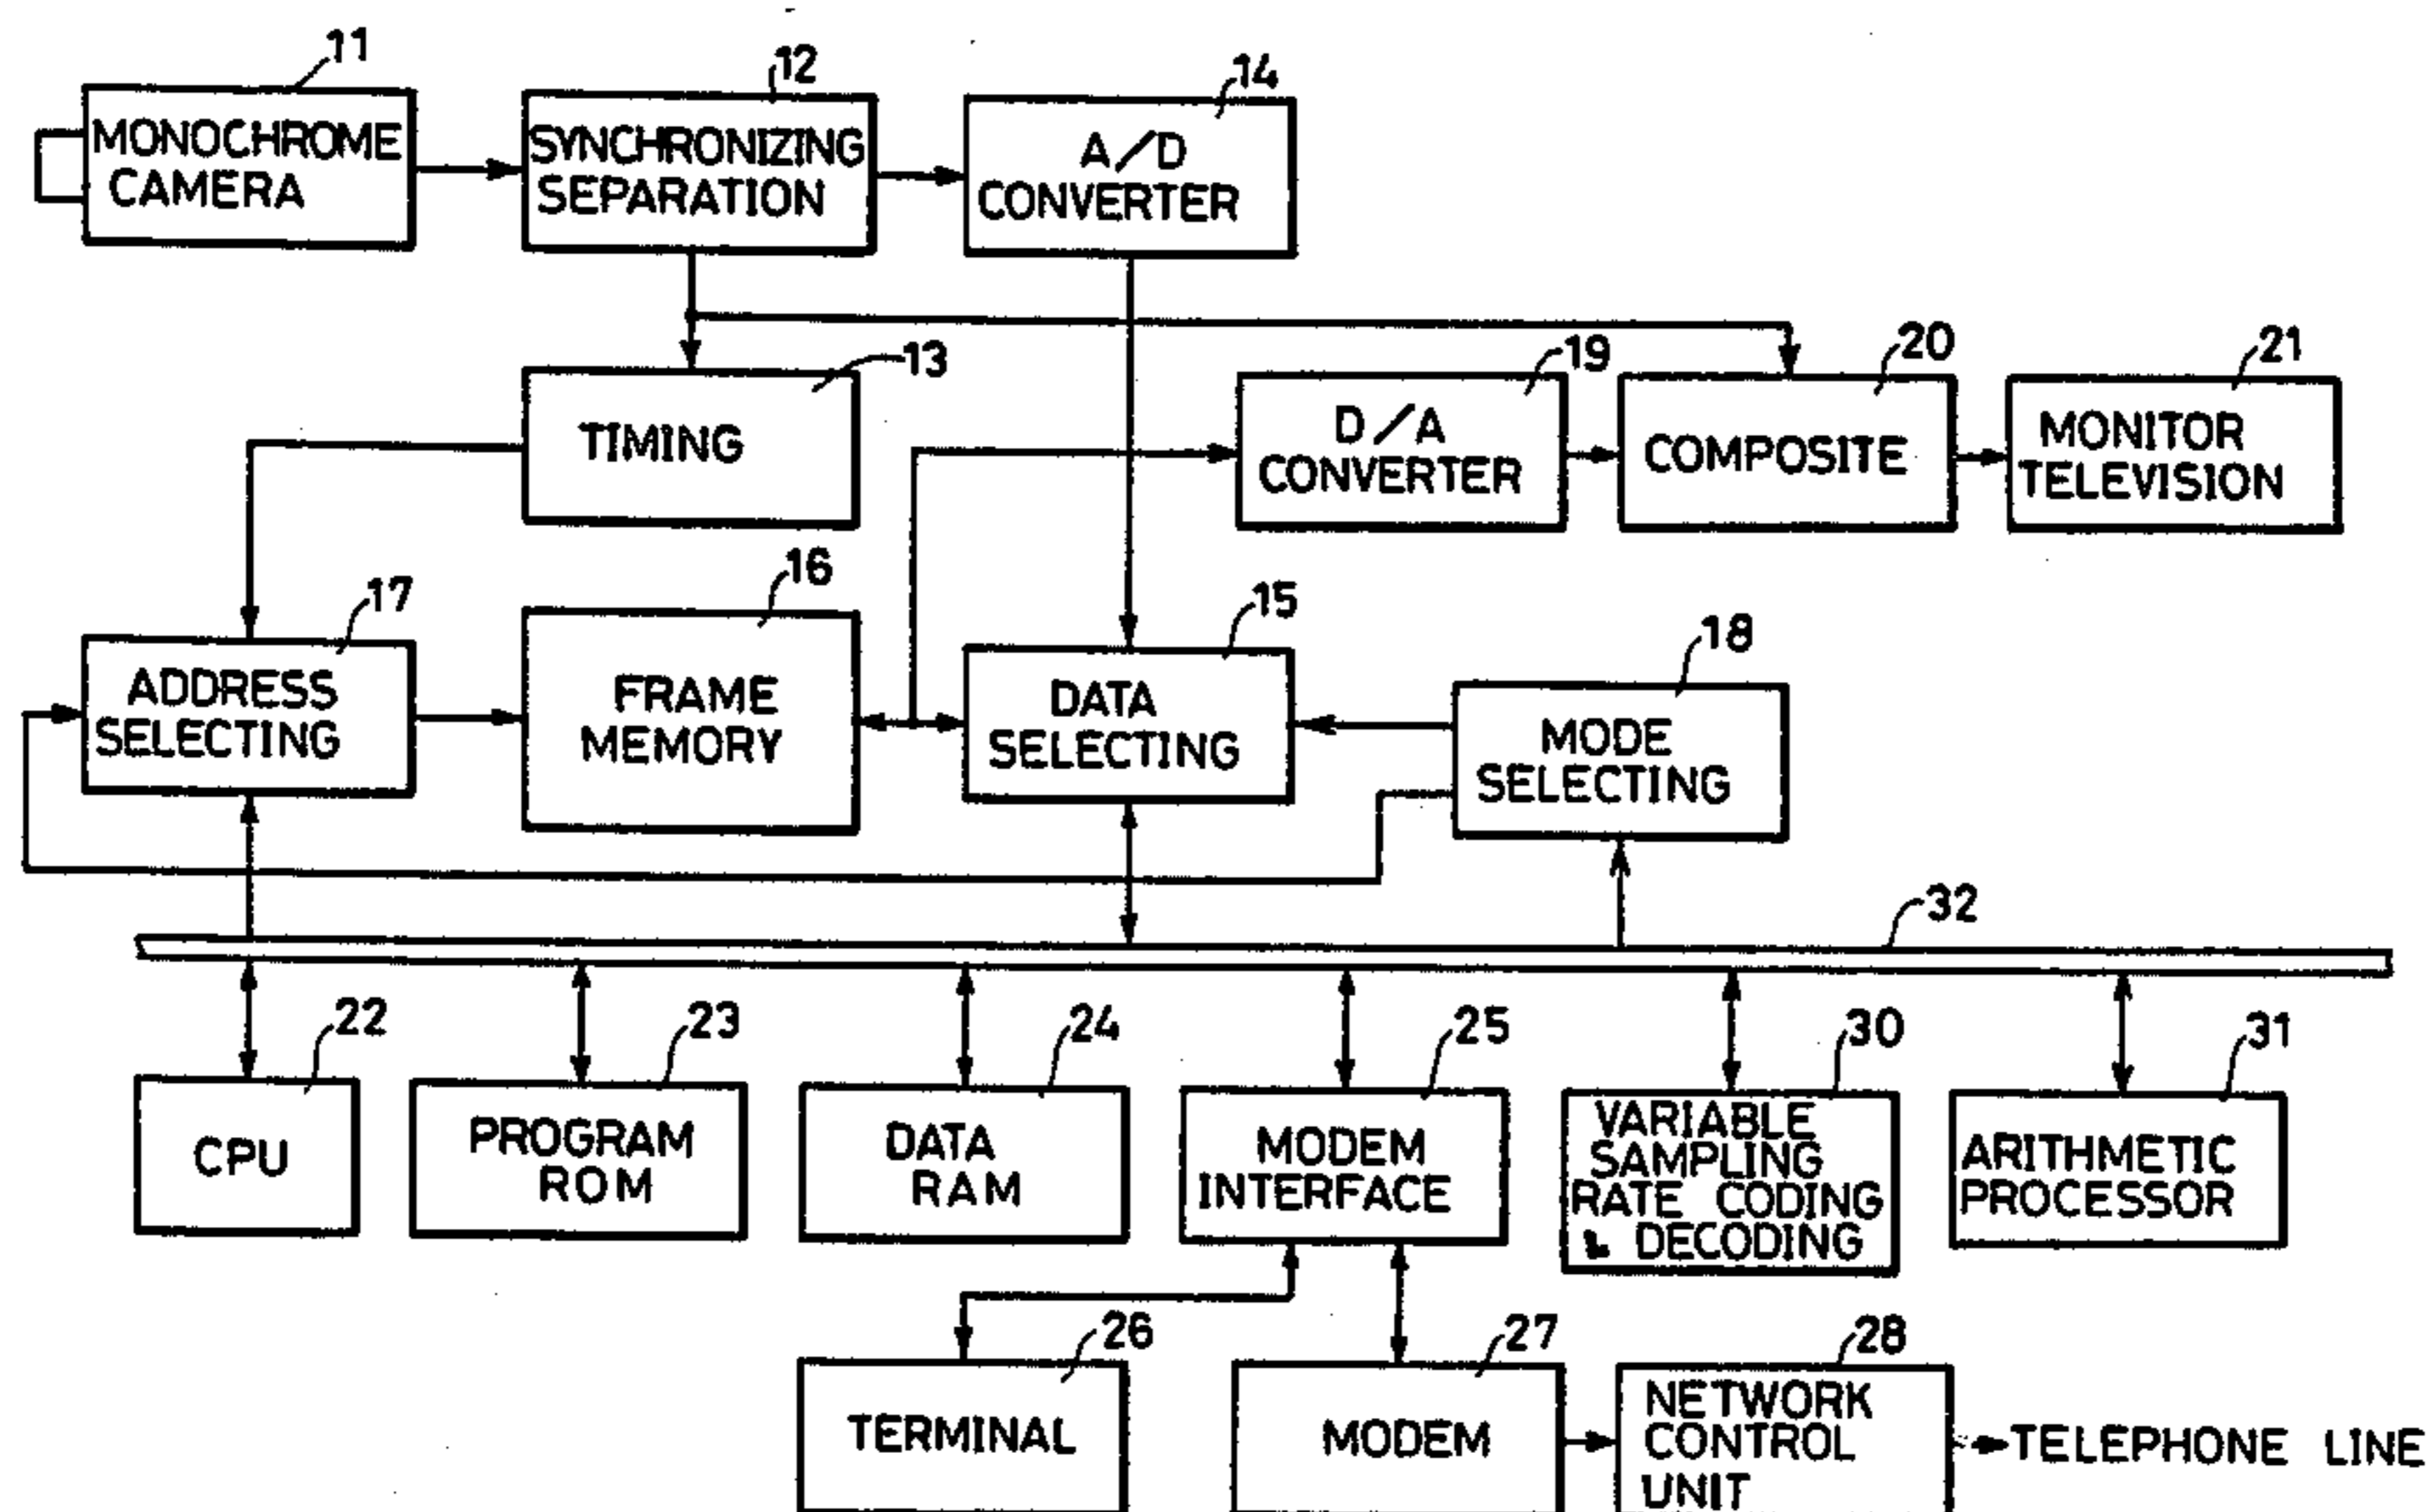 11
12
14
MONOCHROME
CAMERA
SYNCHRONIZING
SEPARATION
A/D
CONVERTER
13
19
20
21
TIMING
D/A
CONVERTER
COMPOSITE
MONITOR
TELEVISION
17
16
15
18
ADDRESS
SELECTING
FRAME
MEMORY
DATA
SELECTING
MODE
SELECTING
32
22
23
24
25
30
31
CPU
PROGRAM
ROM
DATA
RAM
MODEM
INTERFACE
VARIABLE
SAMPLING
RATE CODING
& DECODING
ARITHMETIC
PROCESSOR
26
27
28
TERMINAL
MODEM
NETWORK
CONTROL
UNIT
TELEPHONE LINE